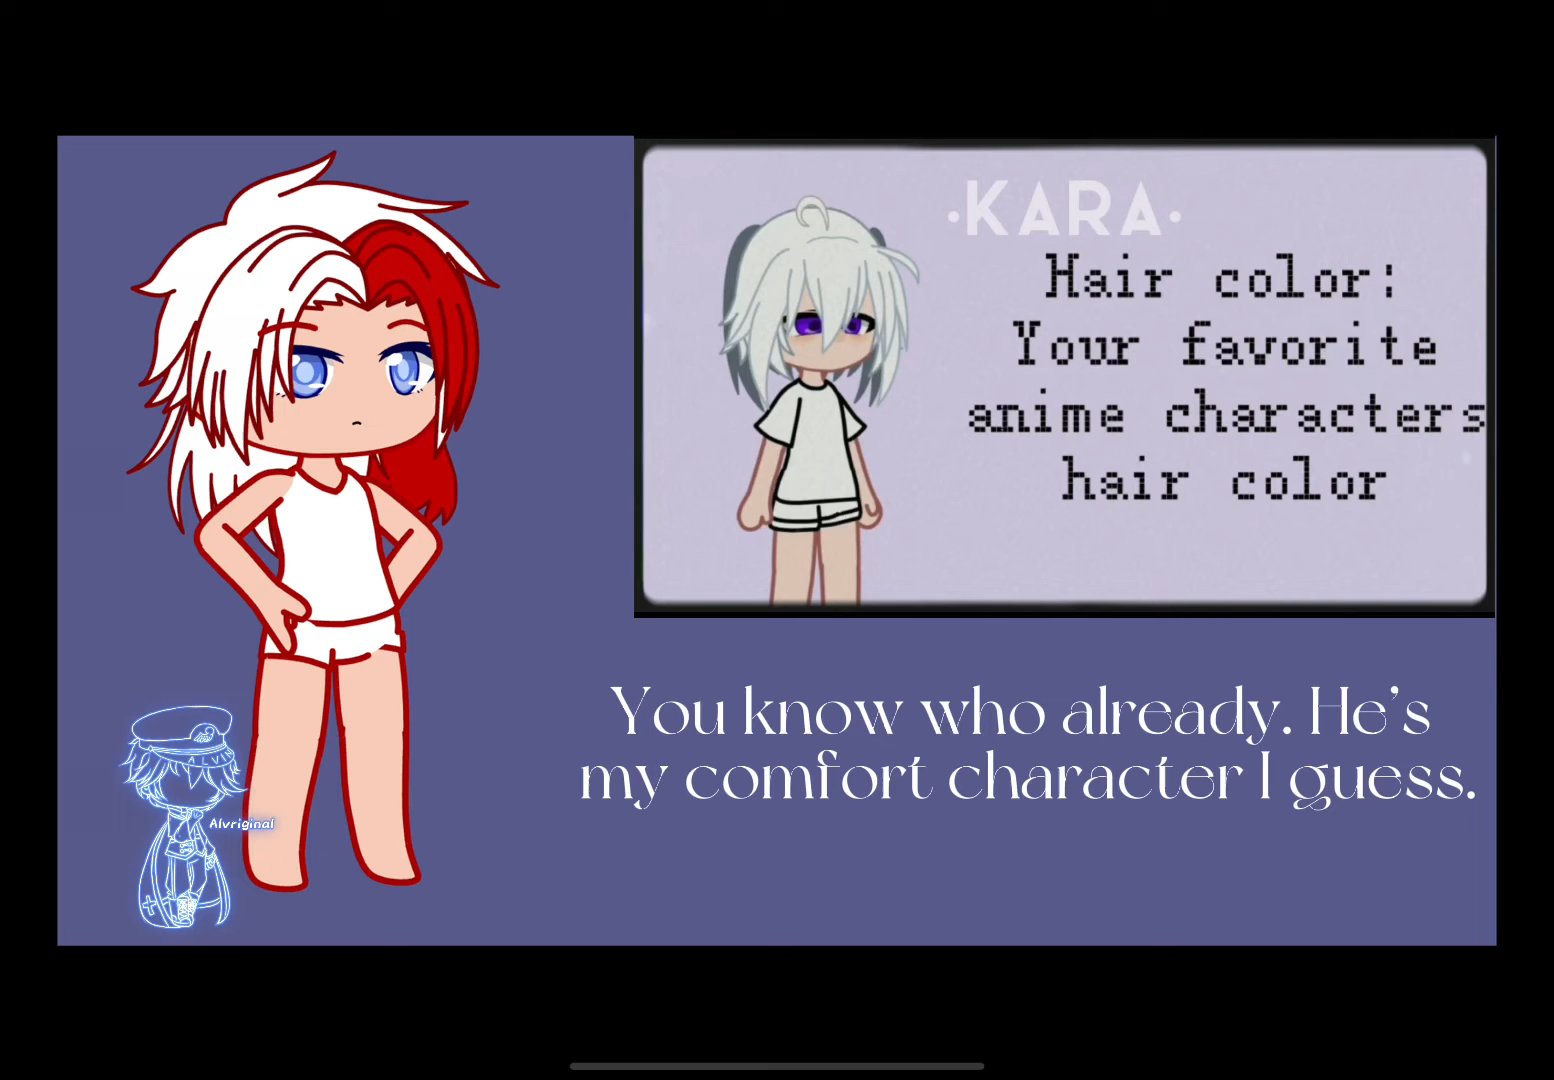 ·KARA·
Hair color:
Your favorite
anime characters
hair color
You know who already. He's
my comfort character I guess.
Alvriginal